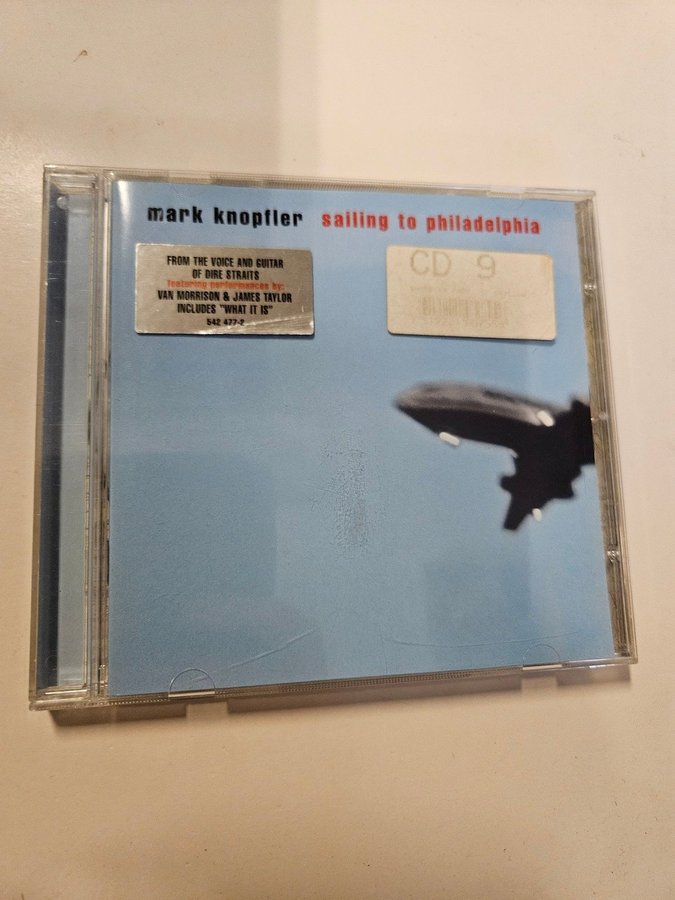 mark knopfler sailing to philadelphia
FROM THE VOICE AND GUITAR
OF DIRE STRAITS
featuring performances by:
VAN MORRISON & JAMES TAYLOR
INCLUDES "WHAT IT IS"
542 477-2
CD 9